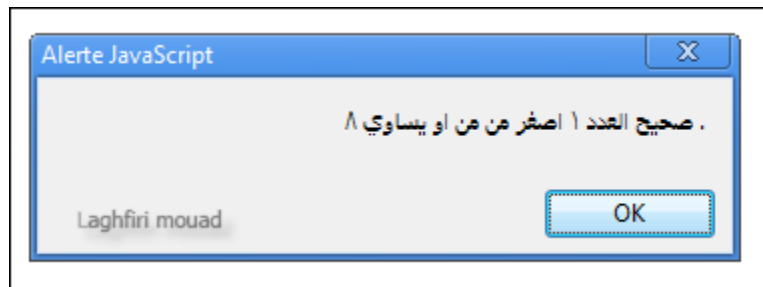 Alerte JavaScript
. صحيح العدد ١ اصغر من من او يساوي ٨
OK
Laghfiri mouad